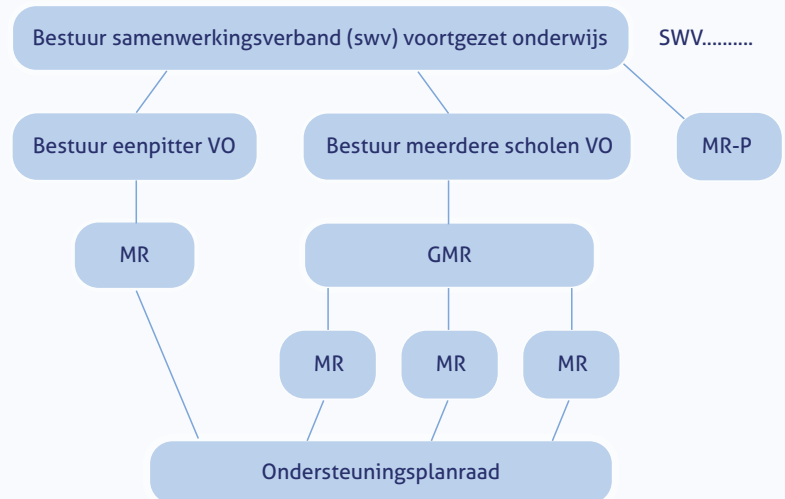 Bestuur samenwerkingsverband (swv) voortgezet onderwijs
SWV..........
Bestuur eenpitter VO
Bestuur meerdere scholen VO
MR-P
MR
GMR
MR
MR
MR
Ondersteuningsplanraad